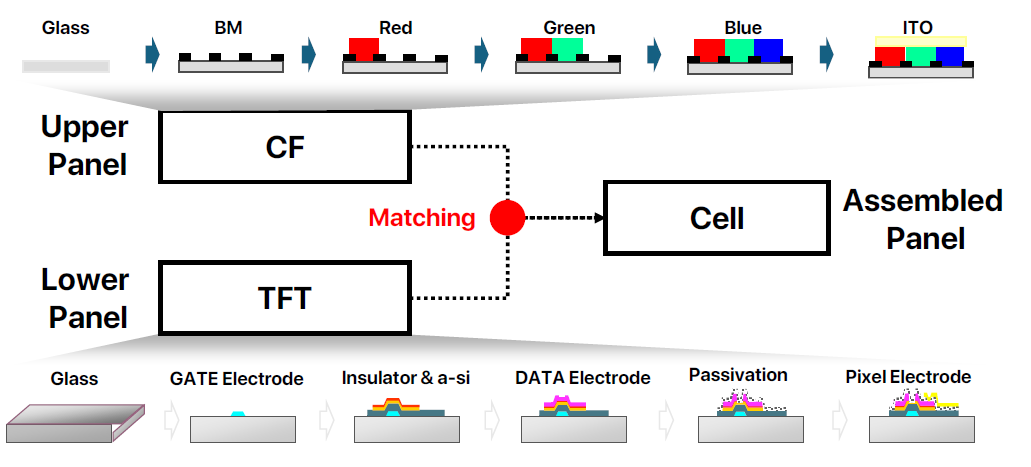 Glass
BM
Red
Green
Blue
ITO
Upper
Panel
CF
Matching
Cell
Assembled
Panel
Lower
Panel
TFT
Glass
GATE Electrode
Insulator & a-si
DATA Electrode
Passivation
Pixel Electrode